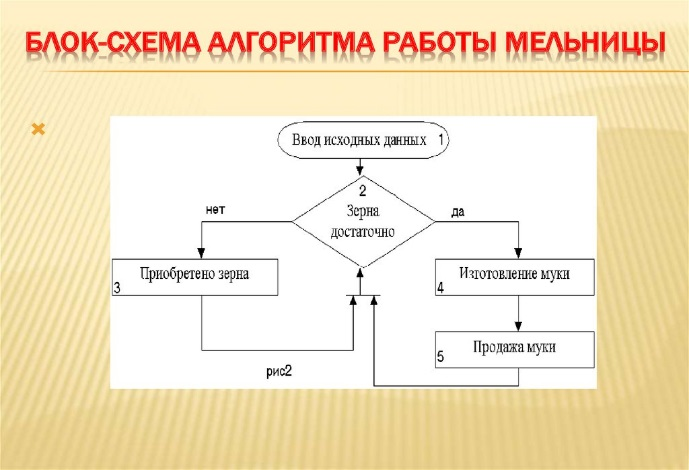 БЛОК-СХЕМА АЛГОРИТМА РАБОТЫ МЕЛЬНИЦЫ
Ввод исходных данных 1
2
Зерна
достаточно
нет
да
Приобретено зерна
3
Изготовление муки
4
Продажа муки
5
рис2